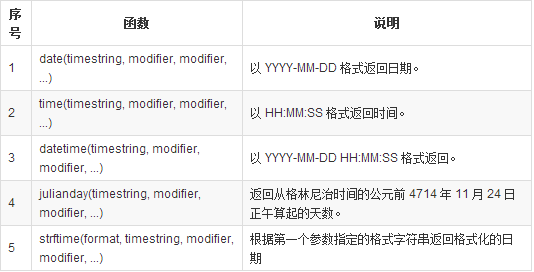 序号 函数 说明
1 date(timestring, modifier, modifier, ...) 以 YYYY-MM-DD 格式返回日期。
2 time(timestring, modifier, modifier, ...) 以 HH:MM:SS 格式返回时间。
3 datetime(timestring, modifier, modifier, ...) 以 YYYY-MM-DD HH:MM:SS 格式返回。
4 julianday(timestring, modifier, modifier, ...) 返回从格林尼治时间的公元前 4714 年 11 月 24 日正午算起的天数。
5 strftime(format, timestring, modifier, modifier, ...) 根据第一个参数指定的格式字符串返回格式化的日期